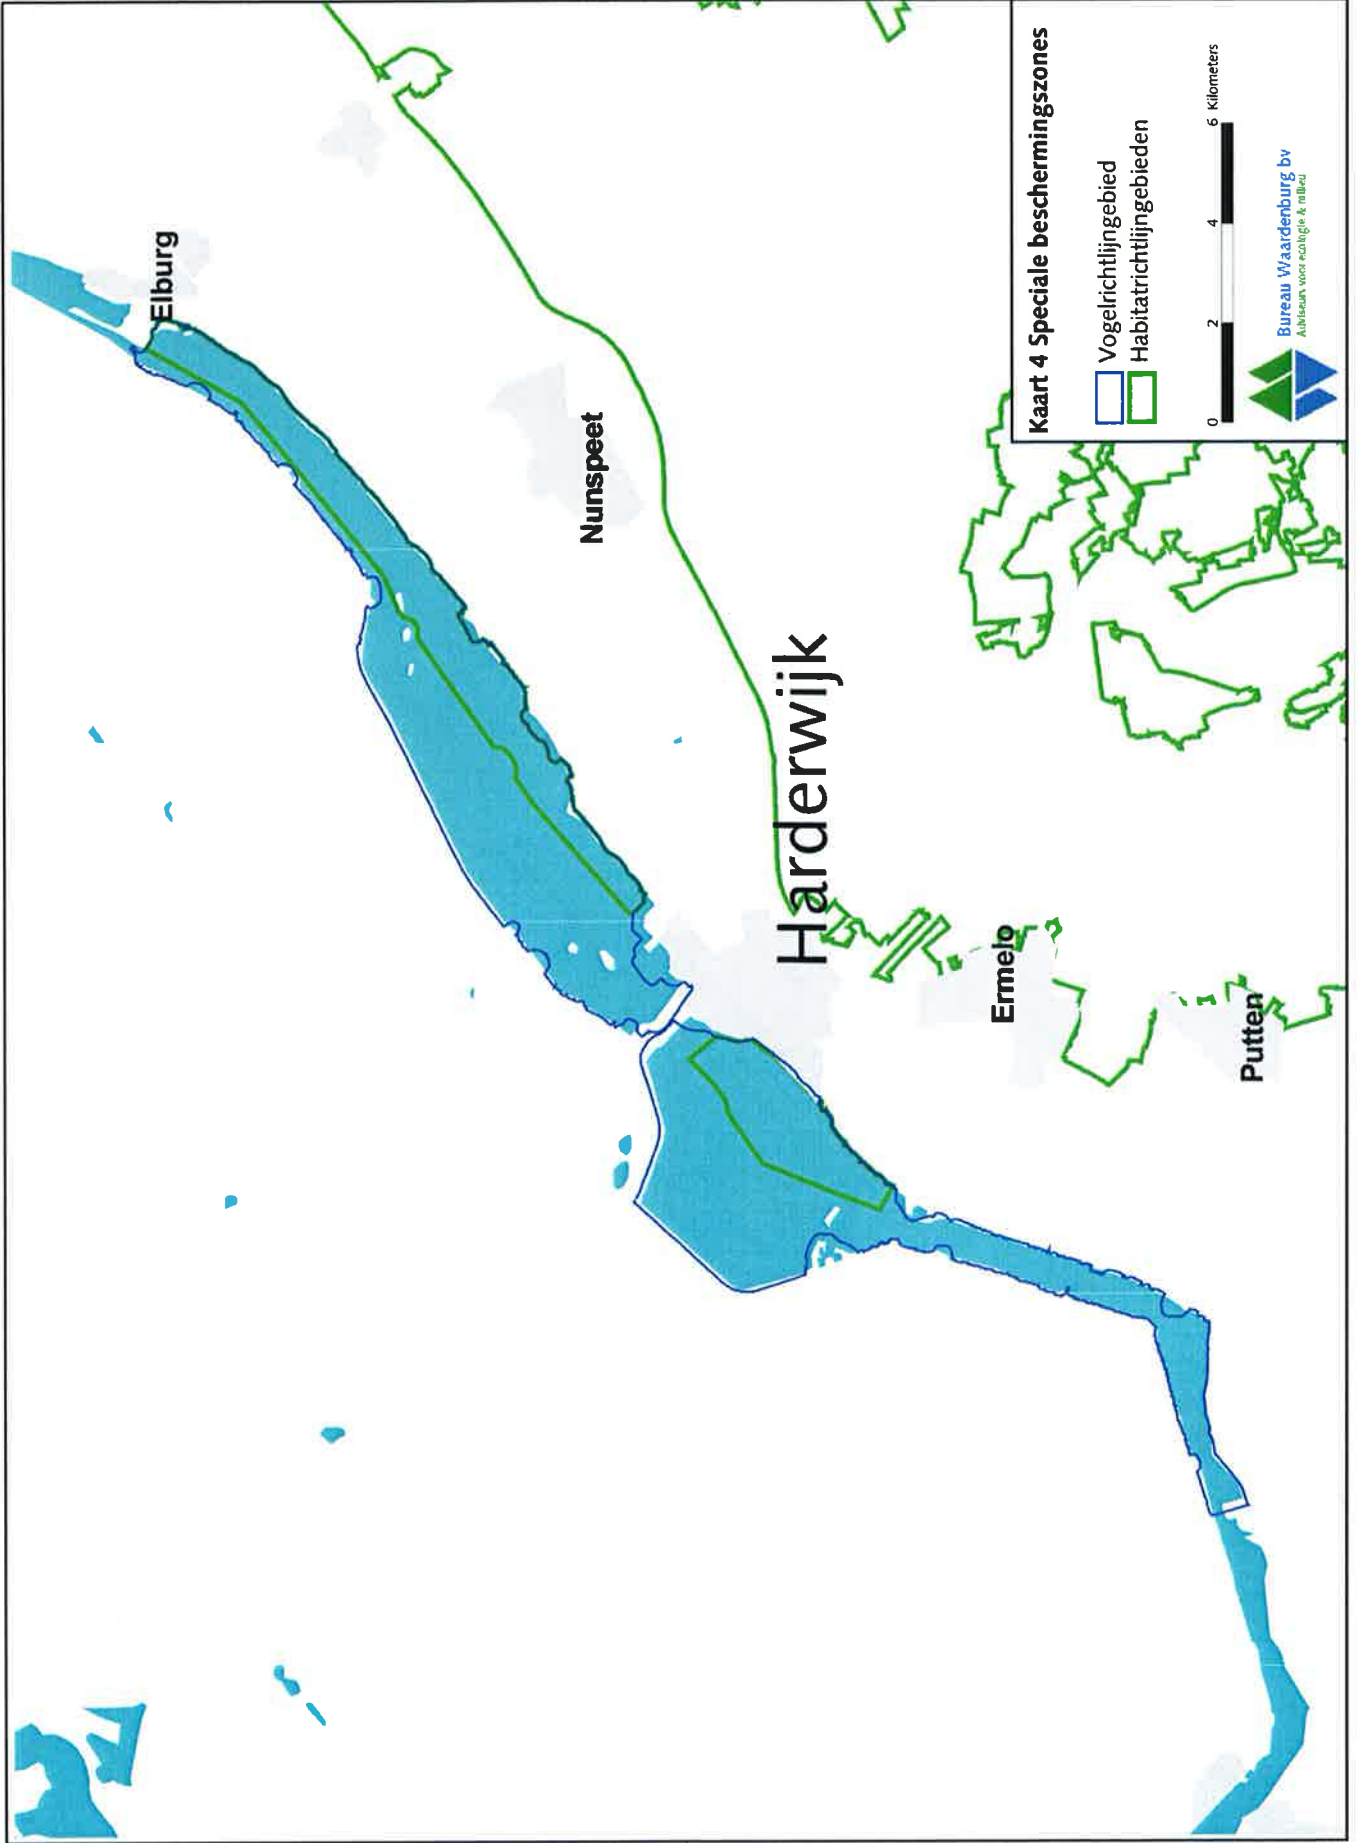 Elburg
Nunspeet
Harderwijk
Ermelo
Putten
Kaart 4 Speciale beschermingszones
Vogelrichtlijngebied
Habitatrichtlijngebieden
0 2 4 6 Kilometers
Bureau Waardenburg bv
Adviseurs voor ecologie & milieu